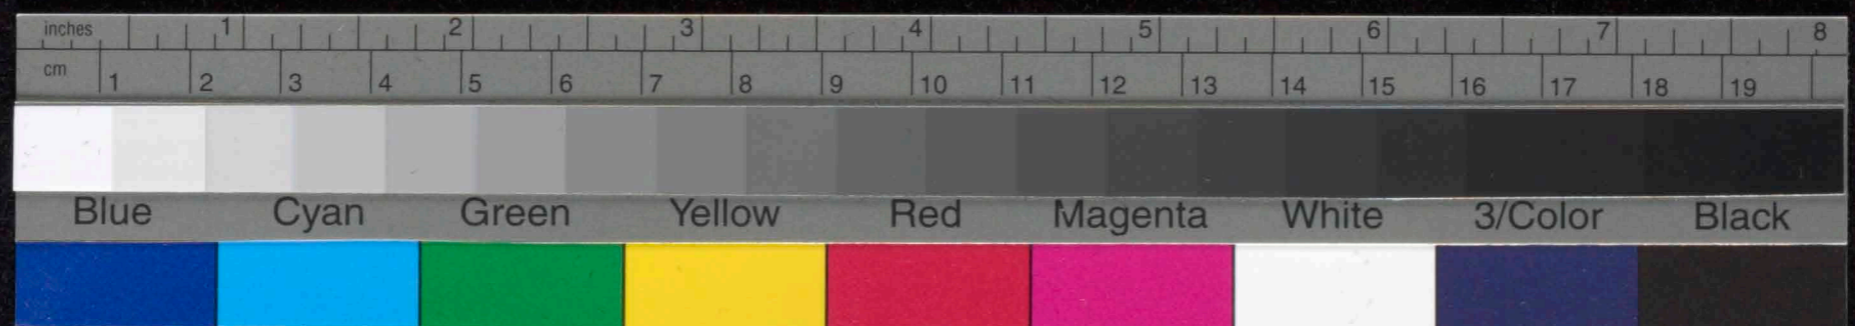 inches 1 2 3 4 5 6 7 8
cm 1 2 3 4 5 6 7 8 9 10 11 12 13 14 15 16 17 18 19
Blue Cyan Green Yellow Red Magenta White 3/Color Black